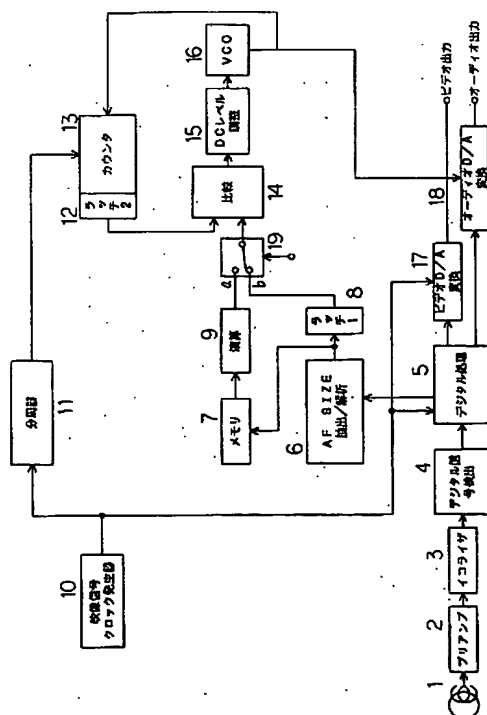 10
映像信号
クロック発生器
11
分周器
12
ラッチ2
13
カウンタ
14
比較
15
DCレベル
調整
16
VCO
19
a
b
9
演算
7
メモリ
8
ラッチ1
6
AF SIZE
抽出/解析
1
2
プリアンプ
3
イコライザ
4
デジタル信
号検出
5
デジタル処理
17
ビデオD/A
変換
18
オーディオD/A
変換
ビデオ出力
オーディオ出力